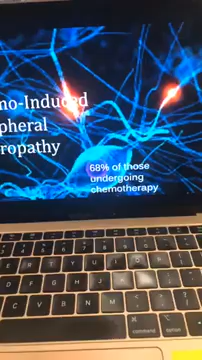 mo-Induced
pheral
ropathy
68% of those
undergoing
chemotherapy
command
option